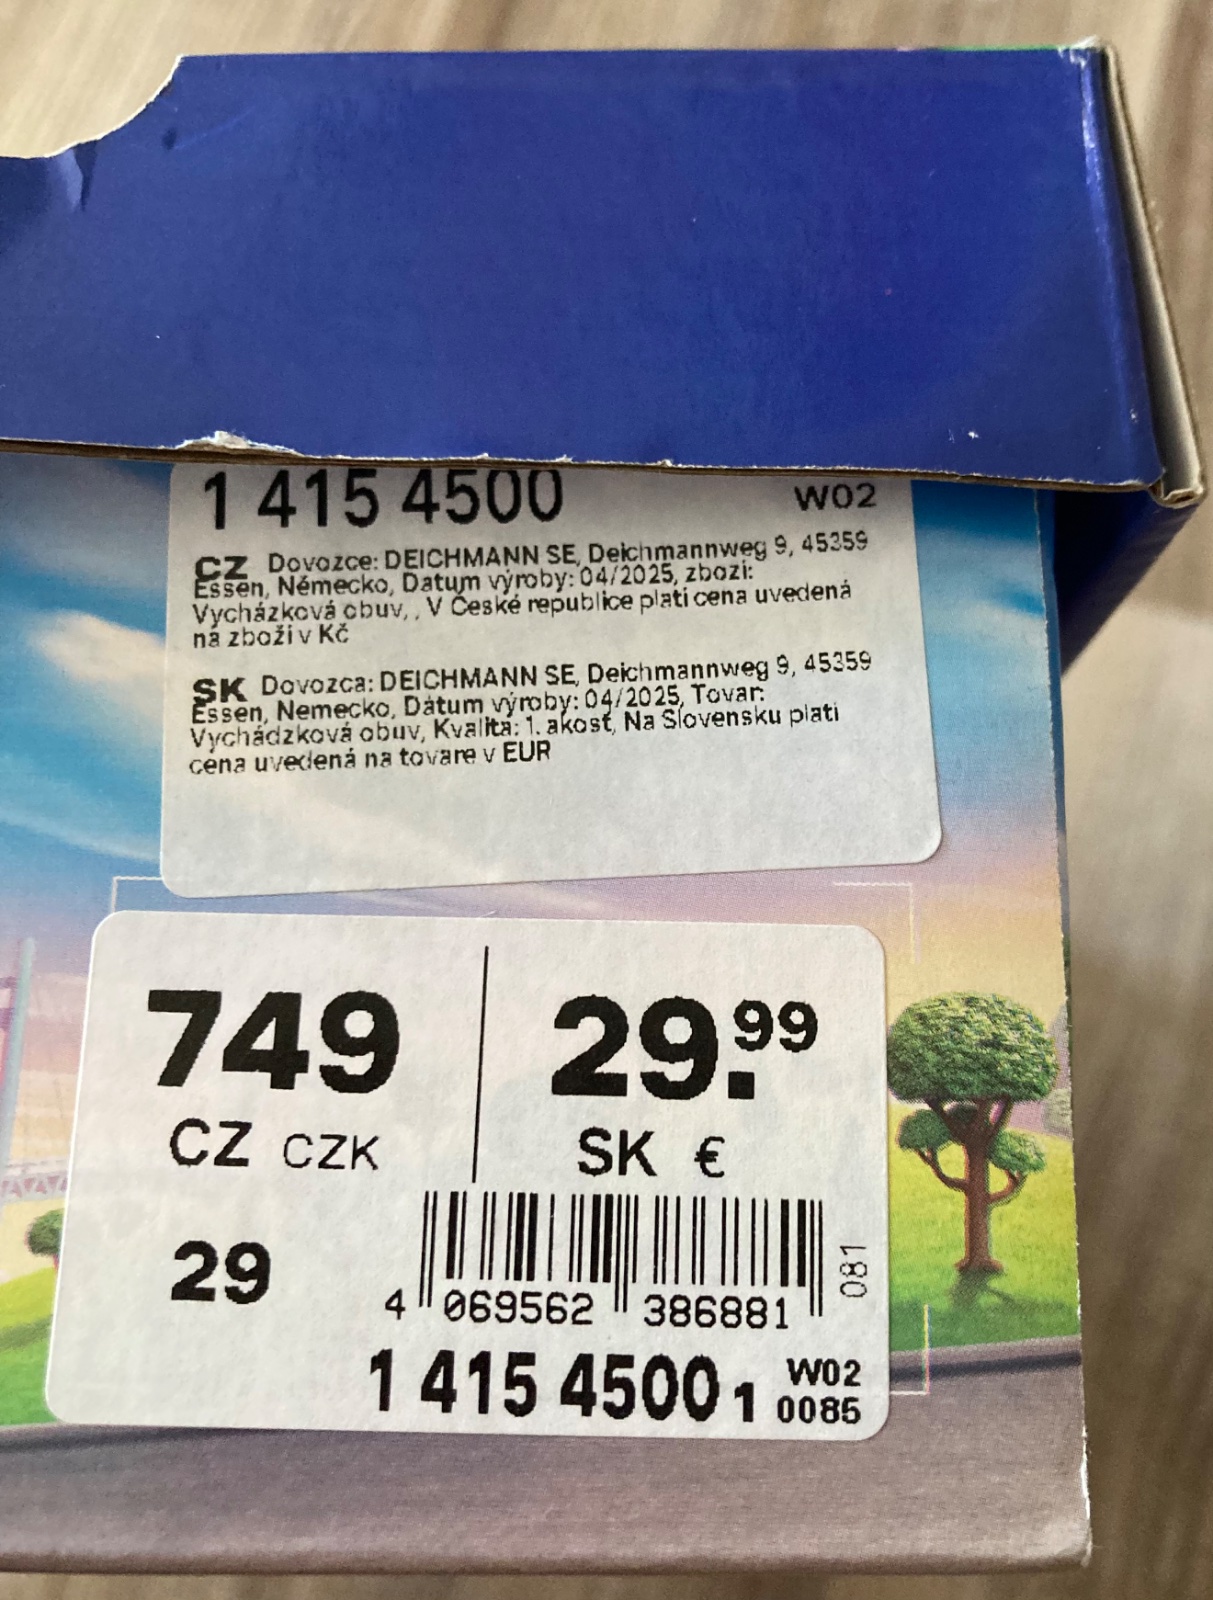 1 415 4500 W02
CZ Dovozce: DEICHMANN SE, Deichmannweg 9, 45359
Essen, Německo, Datum výroby: 04/2025, zboží:
Vycházková obuv, , V České republice platí cena uvedená
na zboží v Kč
SK Dovozca: DEICHMANN SE, Deichmannweg 9, 45359
Essen, Nemecko, Dátum výroby: 04/2025, Tovar:
Vychádzková obuv, Kvalita: 1. akosť, Na Slovensku platí
cena uvedená na tovare v EUR
749 29.99
CZ CZK SK €
29
081
4 069562 386881
1 415 4500 1 W02
0085